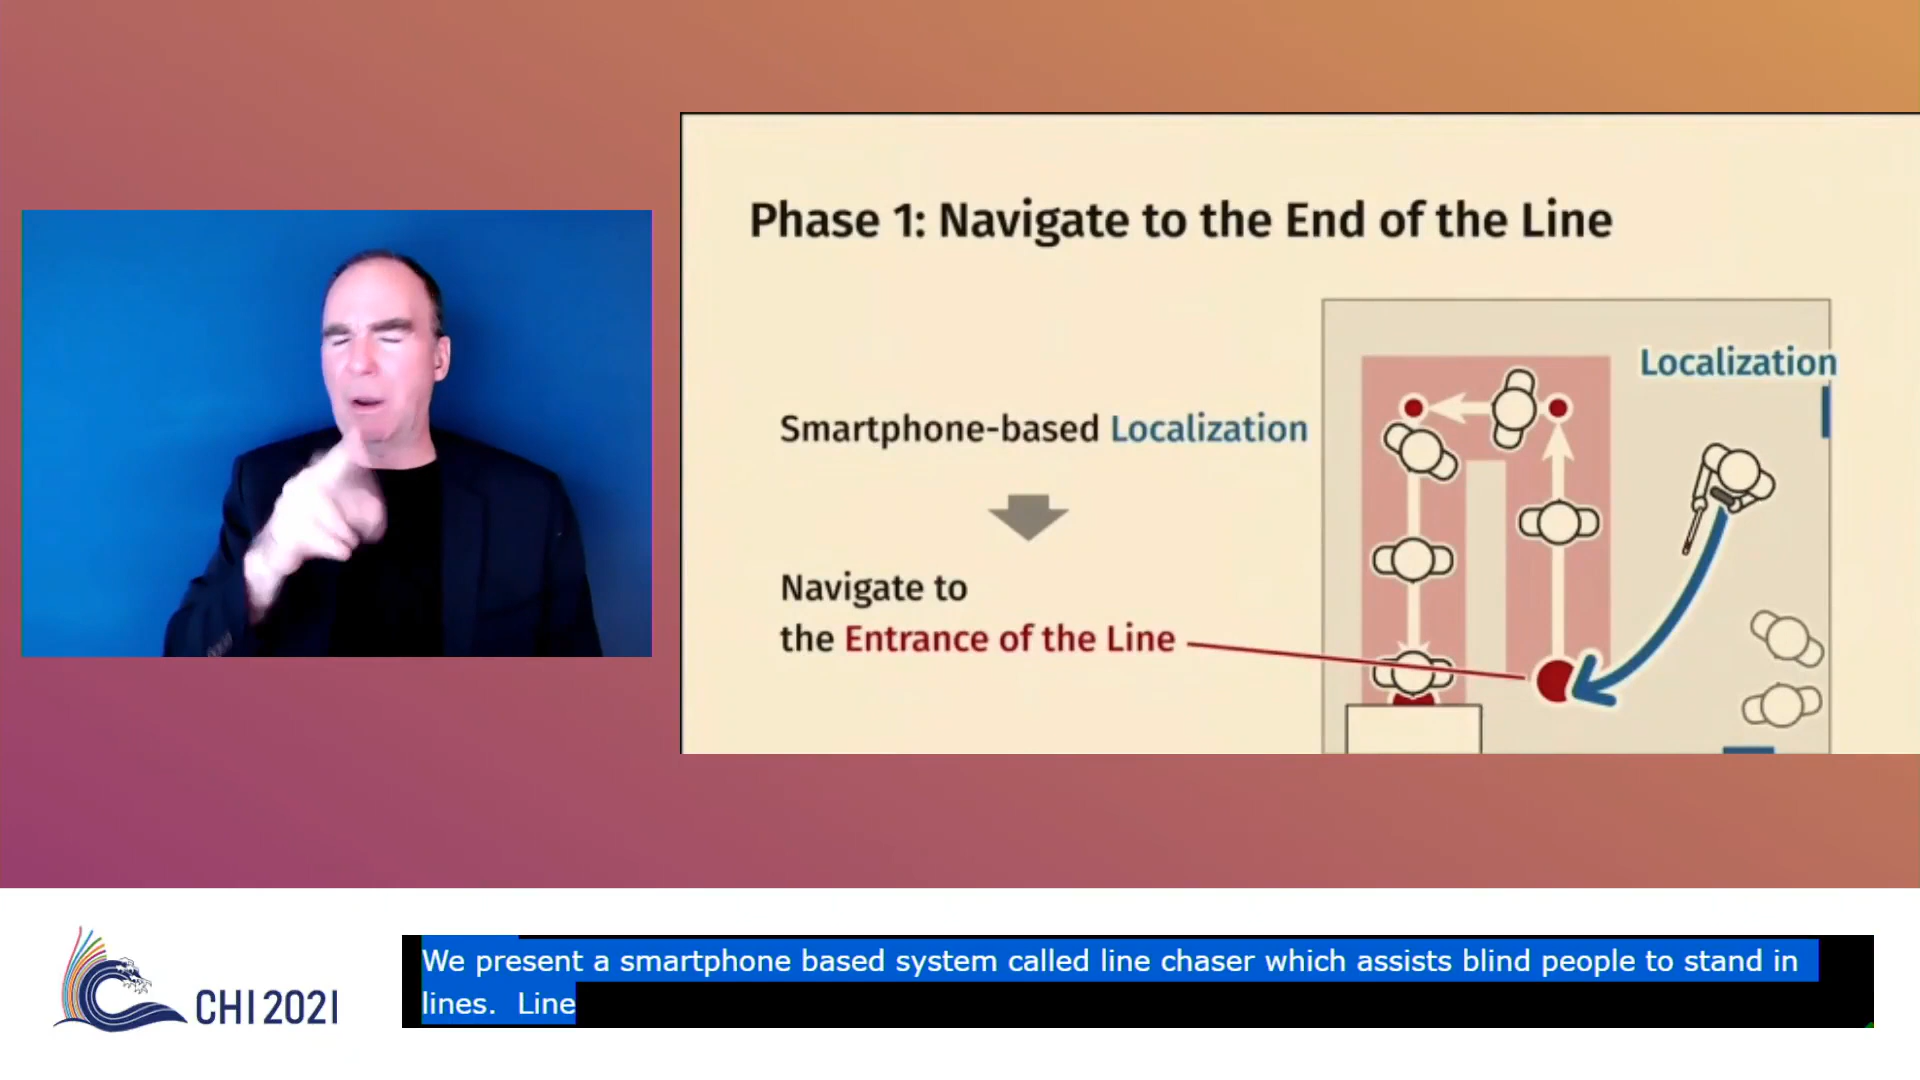 Phase 1: Navigate to the End of the Line
Localization
Smartphone-based Localization
Navigate to
the Entrance of the Line
CHI 2021
We present a smartphone based system called line chaser which assists blind people to stand in
lines.  Line